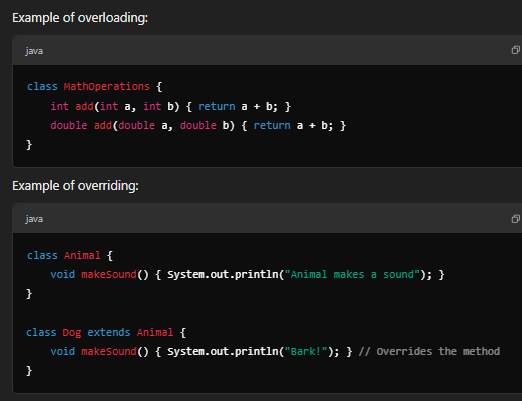 Example of overloading:
java
class MathOperations {
    int add(int a, int b) { return a + b; }
    double add(double a, double b) { return a + b; }
}
Example of overriding:
java
class Animal {
    void makeSound() { System.out.println("Animal makes a sound"); }
}
class Dog extends Animal {
    void makeSound() { System.out.println("Bark!"); } // Overrides the method
}